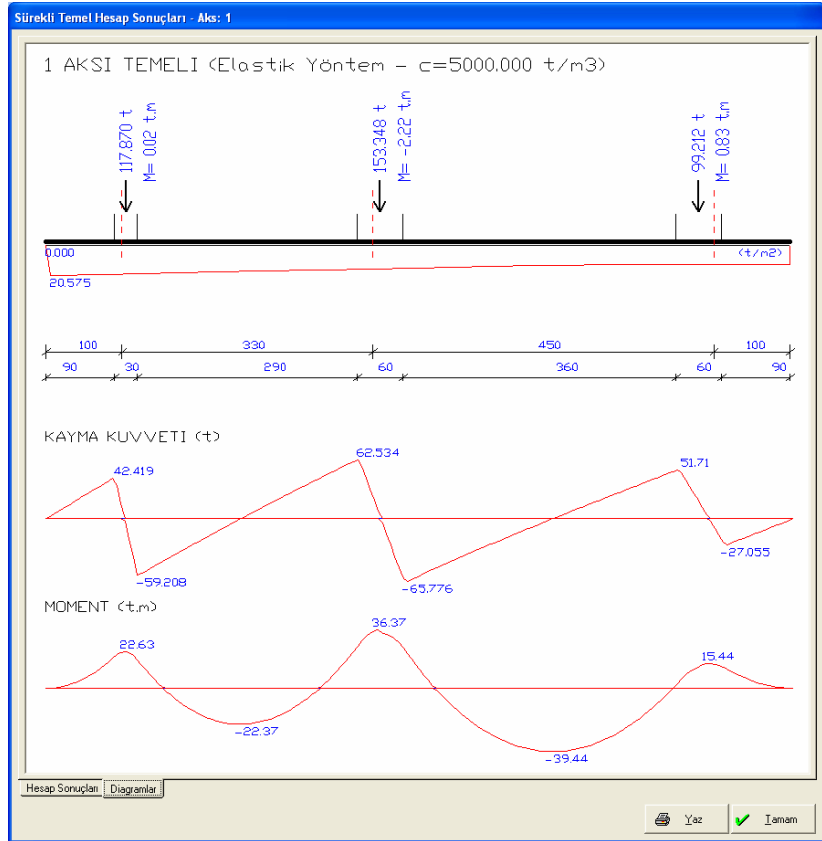 Sürekli Temel Hesap Sonuçları - Aks: 1
1 AKSI TEMELI (Elastik Yöntem - c=5000.000 t/m3)
117.870 t
M= 0.02 t.m
153.348 t
M= -2.22 t.m
99.212 t
M= 0.83 t.m
0.000
(t/m2)
20.575
100 330 450 100
90 30 290 60 360 60 90
KAYMA KUVVETI (t)
42.419
62.534
51.71
-59.208
-65.776
-27.055
MOMENT (t.m)
22.63
36.37
15.44
-22.37
-39.44
Hesap Sonuçları Diagramlar
Yaz Tamam